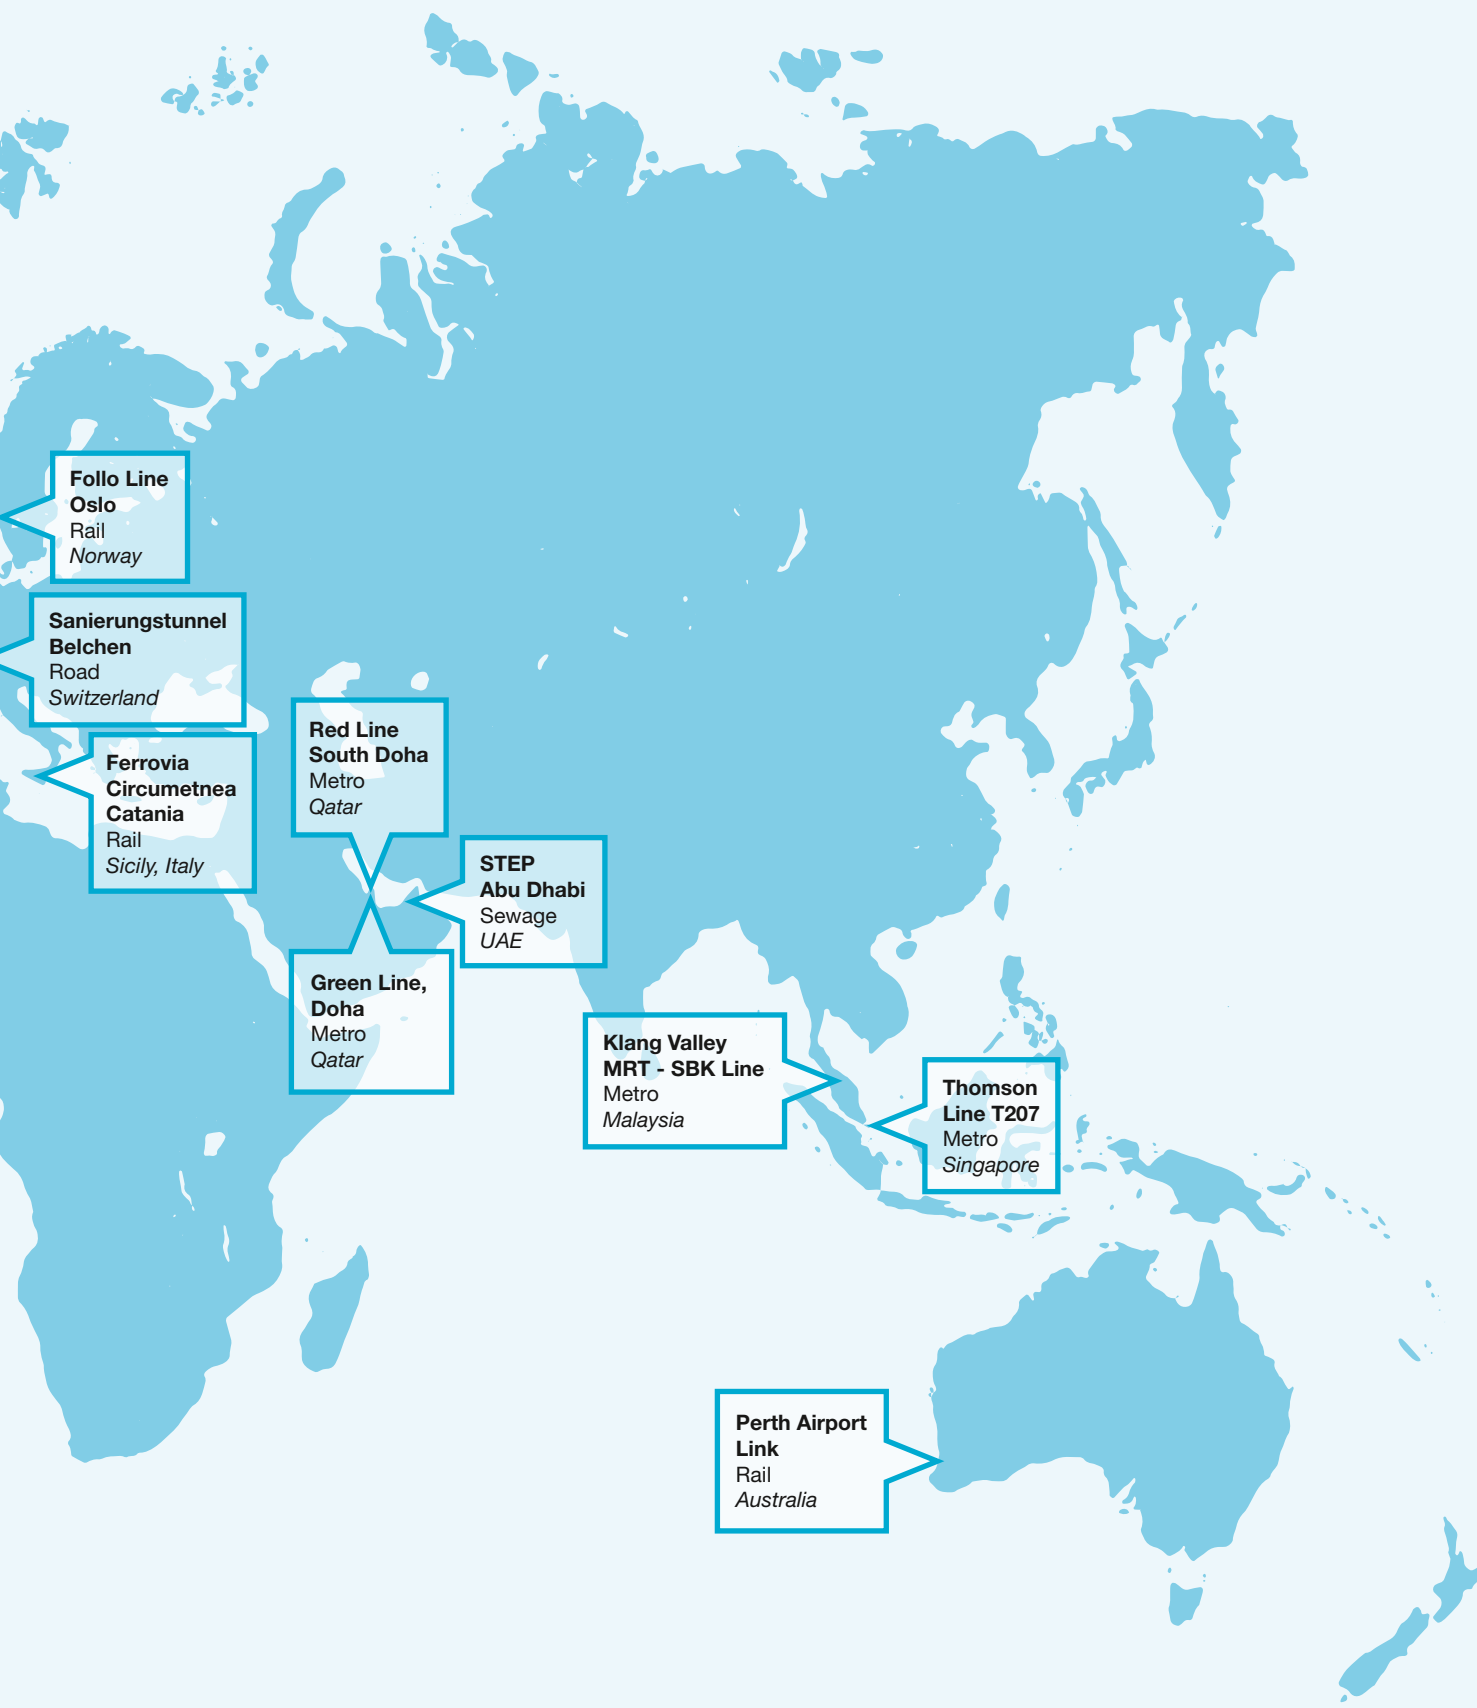 Follo Line
Oslo
Rail
Norway
Sanierungstunnel
Belchen
Road
Switzerland
Ferrovia
Circumetnea
Catania
Rail
Sicily, Italy
Red Line
South Doha
Metro
Qatar
STEP
Abu Dhabi
Sewage
UAE
Green Line,
Doha
Metro
Qatar
Klang Valley
MRT - SBK Line
Metro
Malaysia
Thomson
Line T207
Metro
Singapore
Perth Airport
Link
Rail
Australia